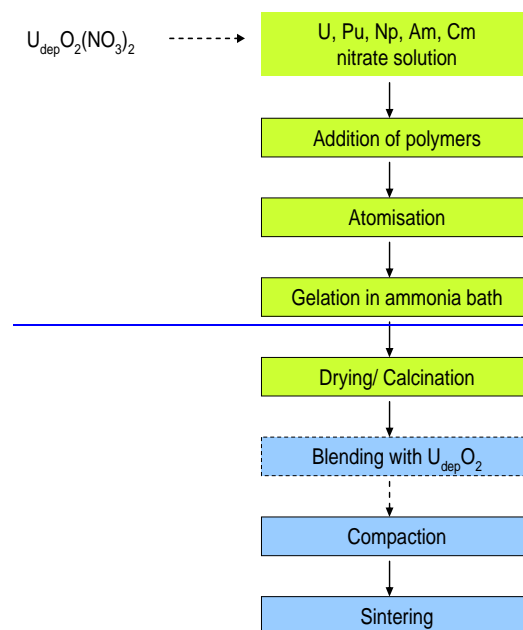 U_depO_2(NO_3)_2
U, Pu, Np, Am, Cm
nitrate solution
Addition of polymers
Atomisation
Gelation in ammonia bath
Drying/ Calcination
Blending with U_depO_2
Compaction
Sintering